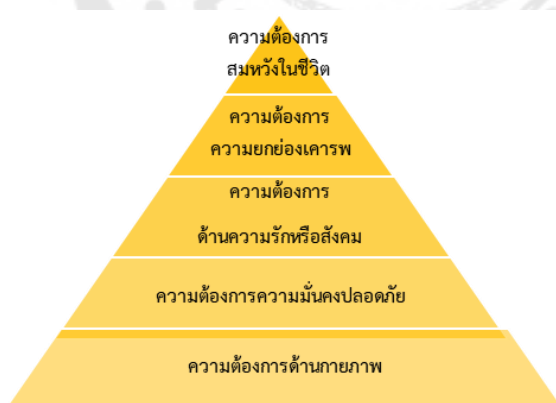 ความต้องการ
สมหวังในชีวิต
ความต้องการ
ความยกย่องเคารพ
ความต้องการ
ด้านความรักหรือสังคม
ความต้องการความมั่นคงปลอดภัย
ความต้องการด้านกายภาพ